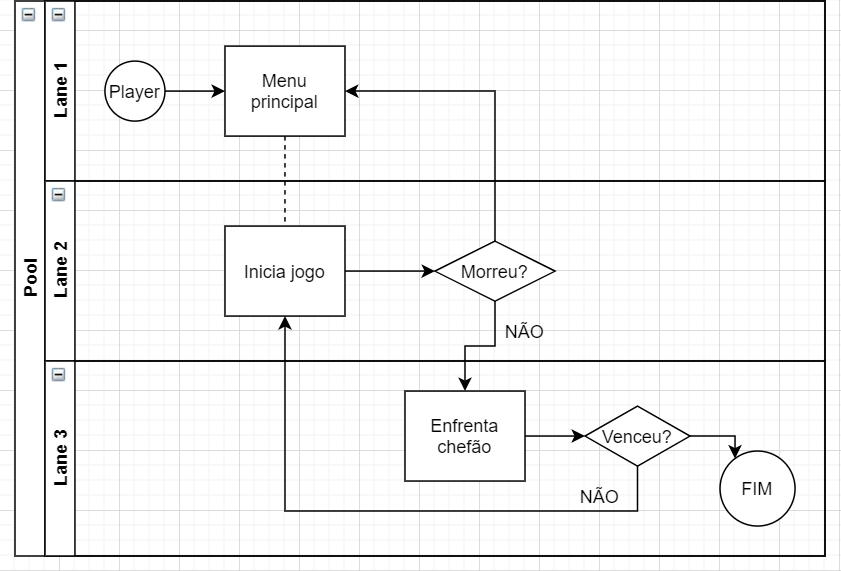 Pool
Lane 1
Player
Menu
principal
Lane 2
Inicia jogo
Morreu?
NÃO
Lane 3
Enfrenta
chefão
Venceu?
NÃO
FIM